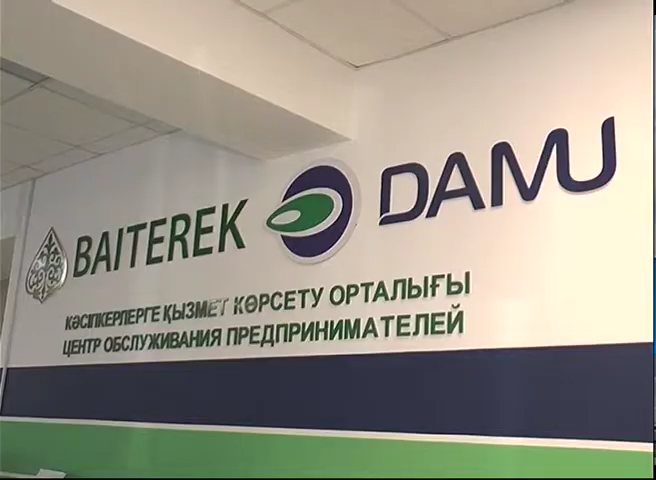 BAITEREK DAMU
КӘСІПКЕРЛЕРГЕ ҚЫЗМЕТ КӨРСЕТУ ОРТАЛЫҒЫ
ЦЕНТР ОБСЛУЖИВАНИЯ ПРЕДПРИНИМАТЕЛЕЙ